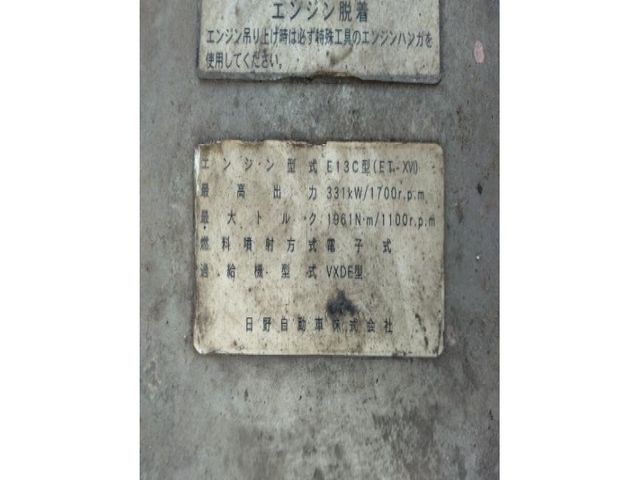 エンジン脱着
エンジン吊り上げ時は必ず特殊工具のエンジンハンガを
使用してください。
エンジン型式 E13C型(ET-XVI)
最高出力 331kW/1700r.p.m
最大トルク 1961N·m/1100r.p.m
燃料噴射方式 電子式
過給機型式 VXDE型
日野自動車株式会社